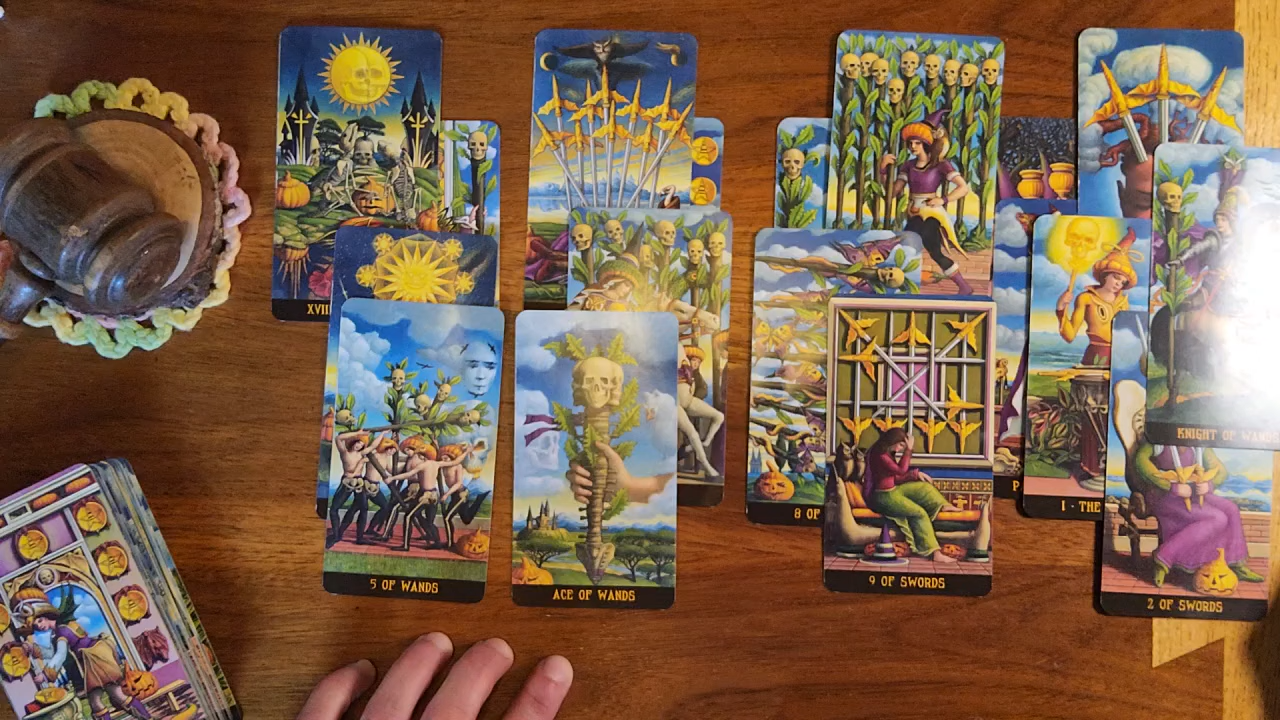 XVIII
5 OF WANDS
ACE OF WANDS
8 OF
9 OF SWORDS
P
I - THE
KNIGHT OF WANDS
2 OF SWORDS